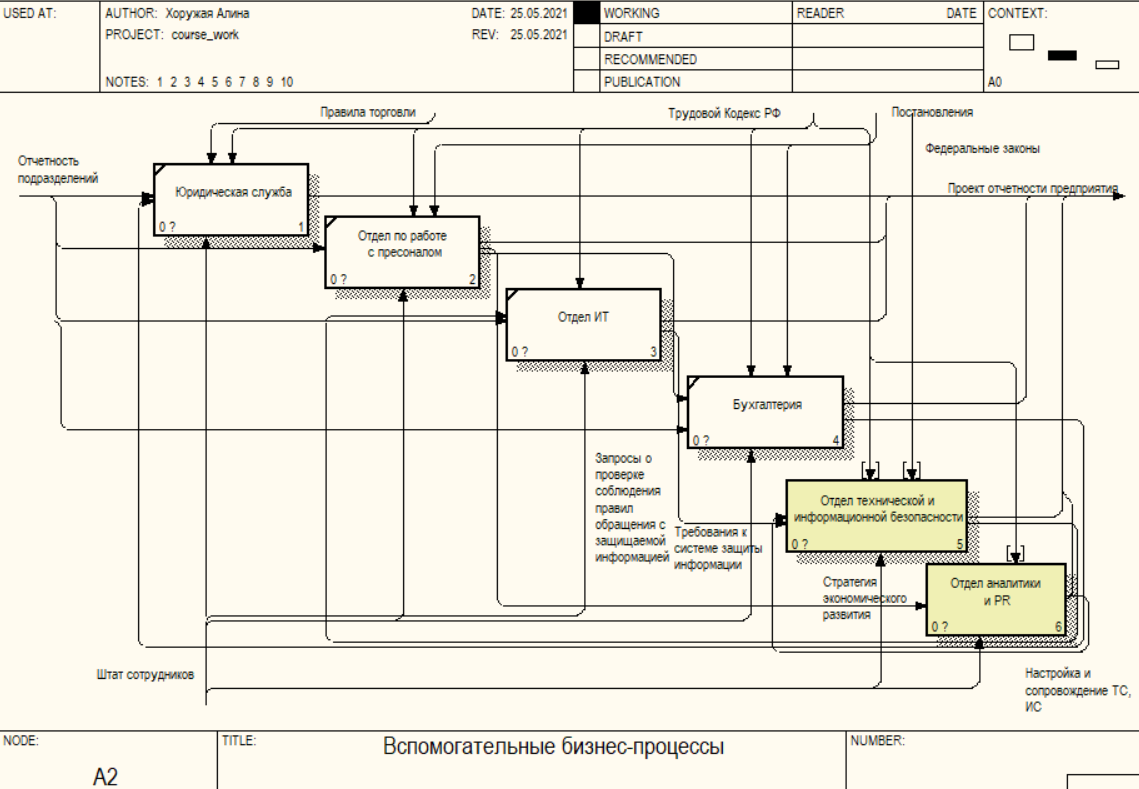 USED AT:
AUTHOR: Хоружая Алина
DATE: 25.05.2021
WORKING
READER
DATE
CONTEXT:
PROJECT: course_work
REV: 25.05.2021
DRAFT
RECOMMENDED
NOTES: 1 2 3 4 5 6 7 8 9 10
PUBLICATION
A0
Правила торговли
Трудовой Кодекс РФ
Постановления
Федеральные законы
Отчетность
подразделений
Проект отчетности предприятия
Юридическая служба
0 ?
1
Отдел по работе
с пресоналом
0 ?
2
Отдел ИТ
0 ?
3
Бухгалтерия
0 ?
4
Запросы о
проверке
соблюдения
правил
обращения с
защищаемой
информацией
Требования к
системе защиты
информации
Отдел технической и
информационной безопасности
0 ?
5
Стратегия
экономического
развития
Отдел аналитики
и PR
0 ?
6
Штат сотрудников
Настройка и
сопровождение ТС,
ИС
NODE:
TITLE:
Вспомогательные бизнес-процессы
NUMBER:
A2